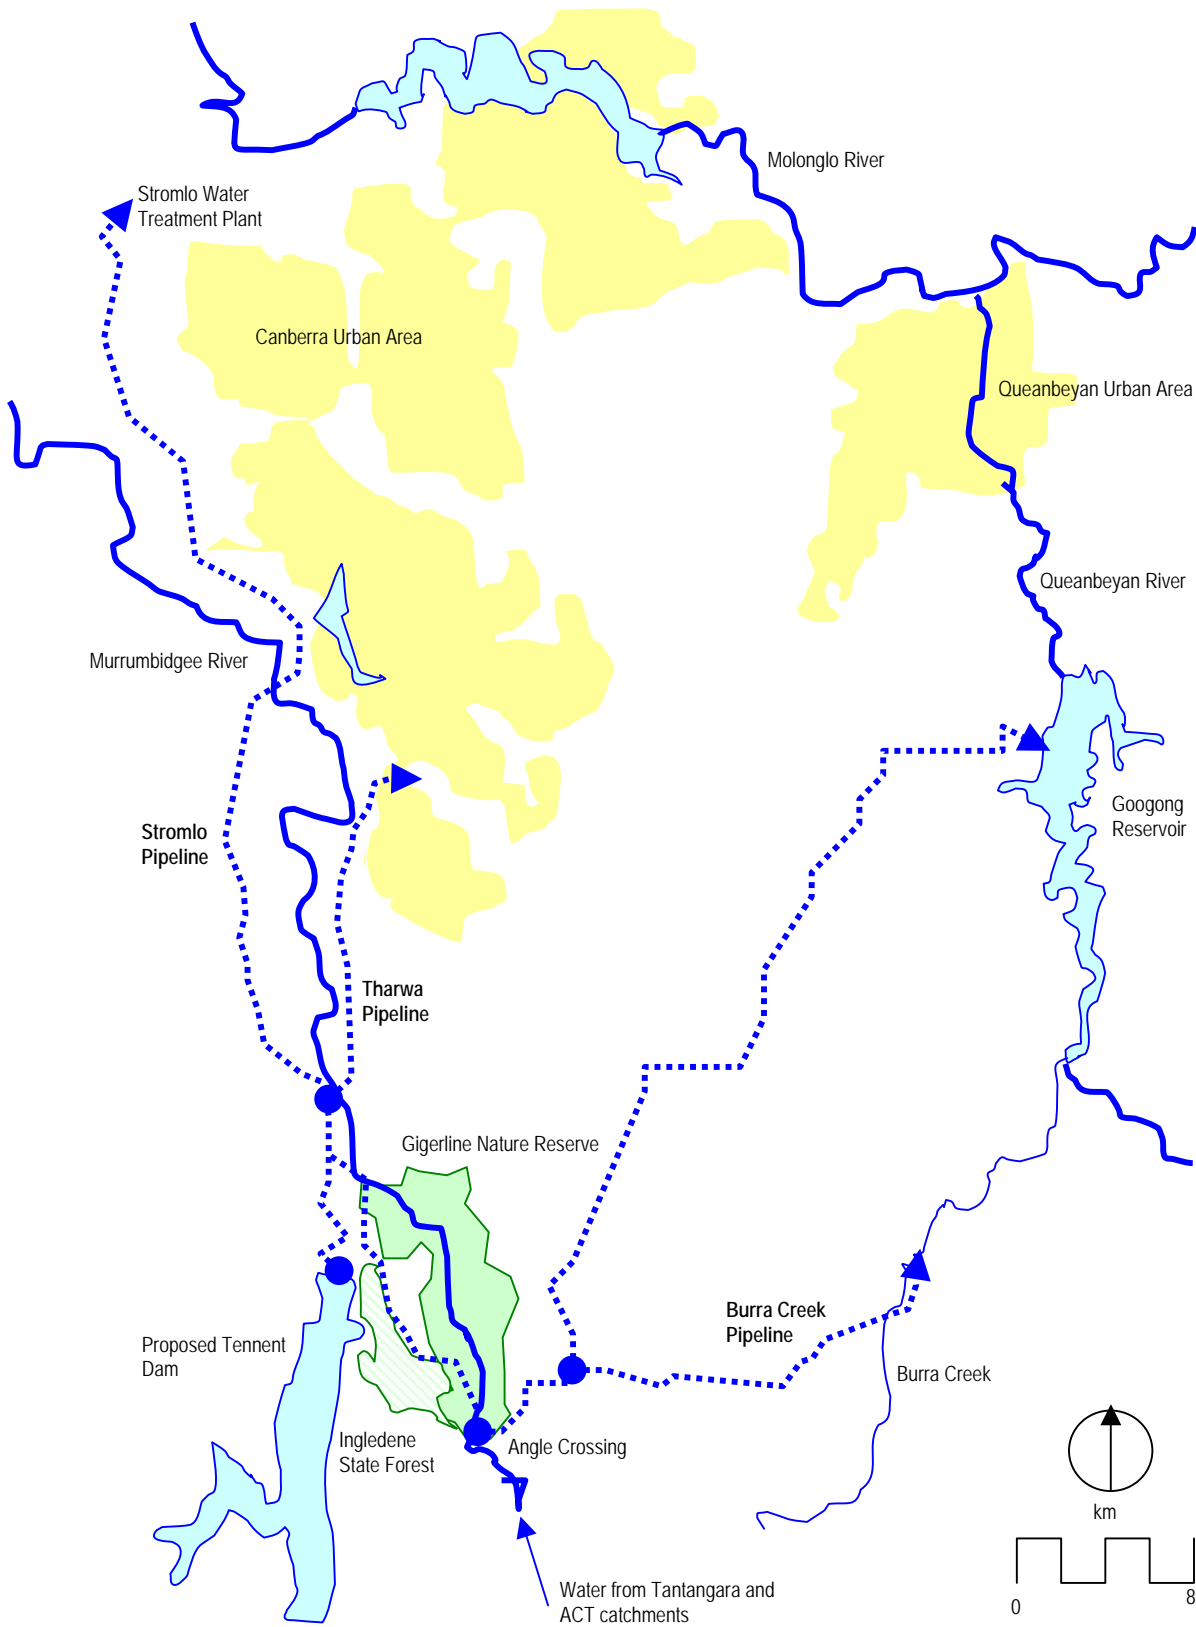 Molonglo River
Stromlo Water
Treatment Plant
Canberra Urban Area
Queanbeyan Urban Area
Queanbeyan River
Murrumbidgee River
Stromlo
Pipeline
Googong
Reservoir
Tharwa
Pipeline
Gigerline Nature Reserve
Burra Creek
Pipeline
Proposed Tennent
Dam
Burra Creek
Ingledene
State Forest
Angle Crossing
km
0
8
Water from Tantangara and
ACT catchments